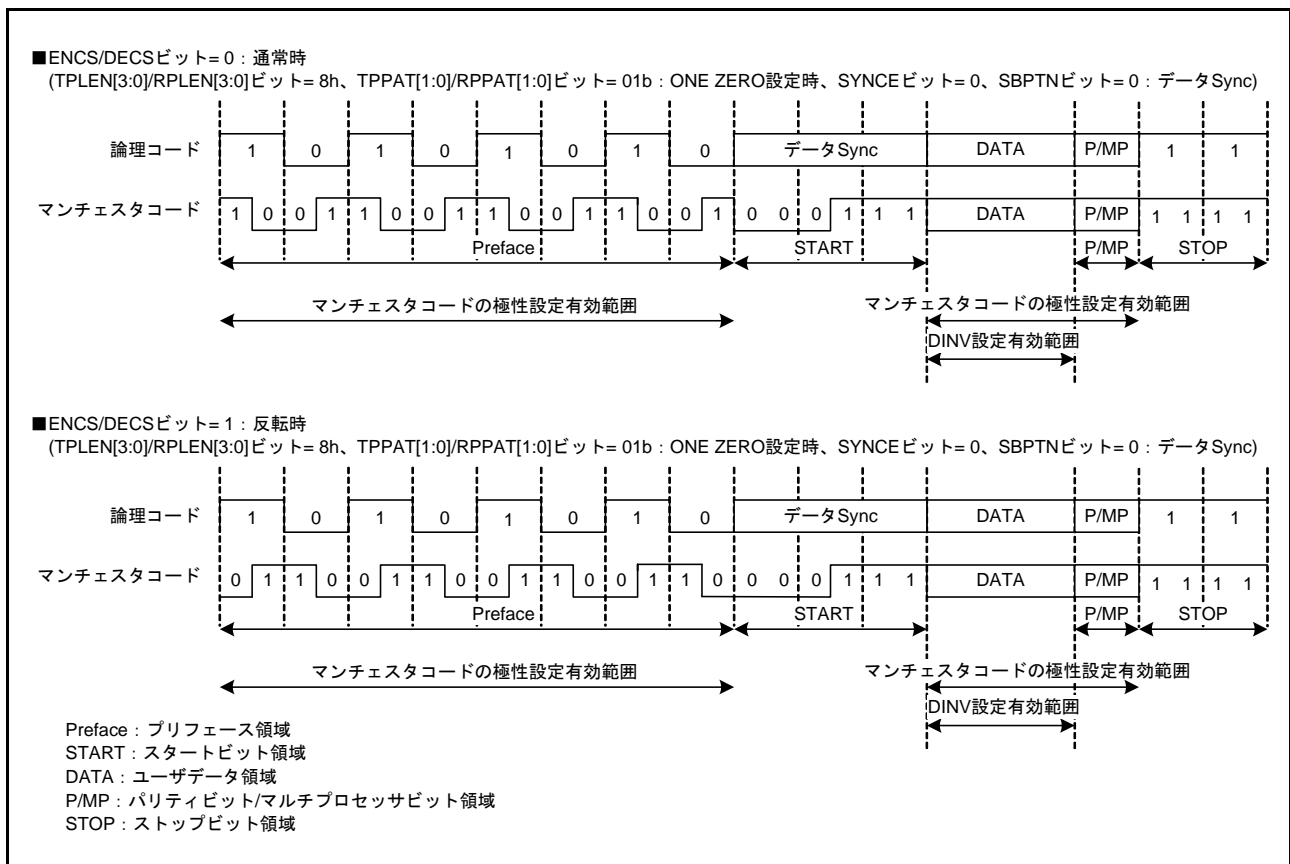 ■ENCS/DECSビット= 0：通常時
(TPLEN[3:0]/RPLEN[3:0]ビット= 8h、TPPAT[1:0]/RPPAT[1:0]ビット= 01b：ONE ZERO設定時、SYNCEビット= 0、SBPTNビット= 0：データSync)
論理コード 1 0 1 0 1 0 1 0 データSync DATA P/MP 1 1
マンチェスタコード 1 0 0 1 1 0 0 1 1 0 0 1 1 0 0 1 0 0 0 1 1 1 DATA P/MP 1 1 1 1
Preface START P/MP STOP
マンチェスタコードの極性設定有効範囲 マンチェスタコードの極性設定有効範囲
DINV設定有効範囲
■ENCS/DECSビット= 1：反転時
(TPLEN[3:0]/RPLEN[3:0]ビット= 8h、TPPAT[1:0]/RPPAT[1:0]ビット= 01b：ONE ZERO設定時、SYNCEビット= 0、SBPTNビット= 0：データSync)
論理コード 1 0 1 0 1 0 1 0 データSync DATA P/MP 1 1
マンチェスタコード 0 1 1 0 0 1 1 0 0 1 1 0 0 1 1 0 0 0 0 1 1 1 DATA P/MP 1 1 1 1
Preface START P/MP STOP
マンチェスタコードの極性設定有効範囲 マンチェスタコードの極性設定有効範囲
DINV設定有効範囲
Preface：プリフェース領域
START：スタートビット領域
DATA：ユーザデータ領域
P/MP：パリティビット/マルチプロセッサビット領域
STOP：ストップビット領域